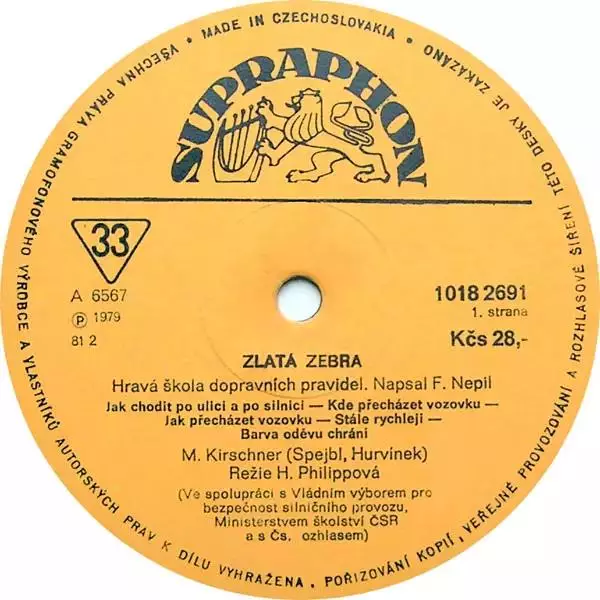 VŠECHNA PRÁVA GRAMOFONOVÉHO VÝROBCE A VLASTNÍKŮ AUTORSKÝCH PRAV K DÍLU VYHRAŽENA . POŘIZOVÁNÍ KOPIÍ, VEŘEJNÉ PROVOZOVÁNÍ A ROZHLASOVÉ ŠÍŘENÍ TÉTO DESKY JE ZAKÁZÁNO
• MADE IN CZECHOSLOVAKIA •
SUPRAPHON
33
A 6567
Ⓟ 1979
81 2
1018 2691
1. strana
Kčs 28,-
ZLATÁ ZEBRA
Hravá škola dopravních pravidel. Napsal F. Nepil
Jak chodit po ulici a po silnici — Kde přecházet vozovku —
Jak přecházet vozovku — Stále rychleji —
Barva oděvu chrání
M. Kirschner (Spejbl, Hurvínek)
Režie H. Philippová
(Ve spolupráci s Vládním výborem pro
bezpečnost silničního provozu,
Ministerstvem školství ČSR
a s Čs. ozhlasem)